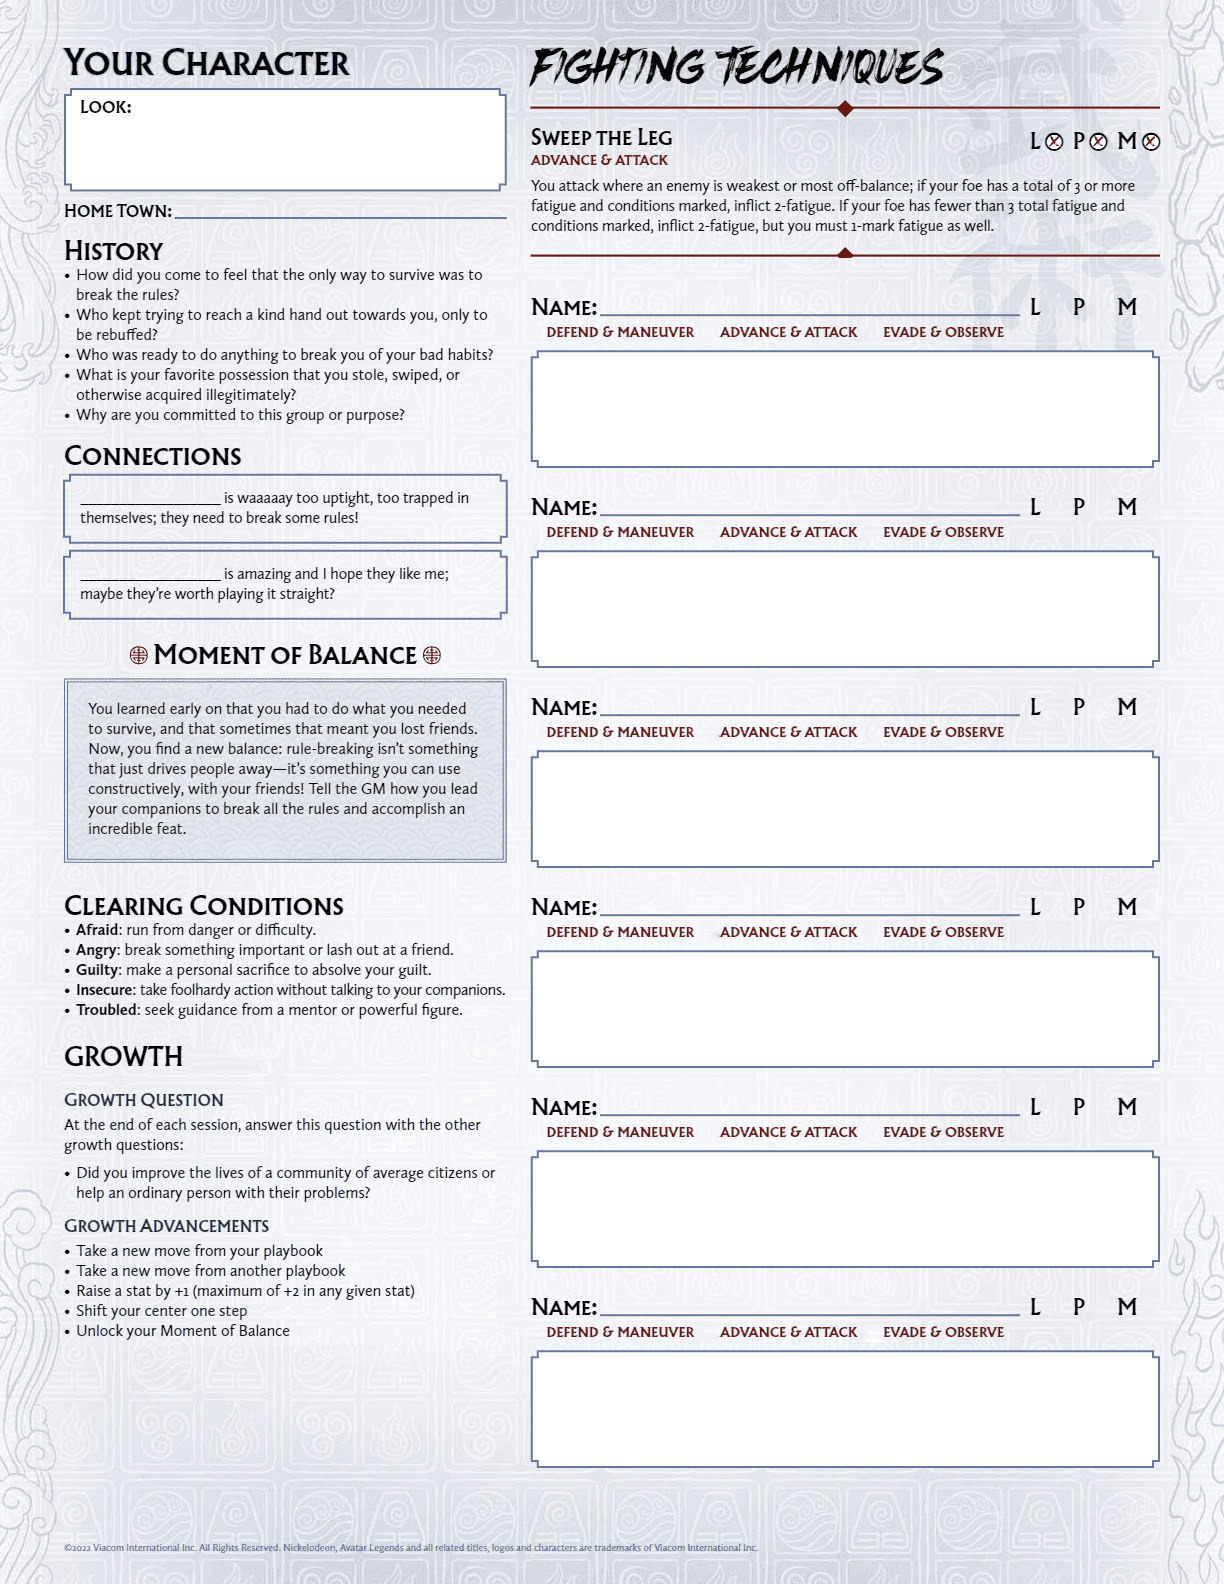 Your Character
Look:
Home Town:
History
• How did you come to feel that the only way to survive was to
break the rules?
• Who kept trying to reach a kind hand out towards you, only to
be rebuffed?
• Who was ready to do anything to break you of your bad habits?
• What is your favorite possession that you stole, swiped, or
otherwise acquired illegitimately?
• Why are you committed to this group or purpose?
Connections
__________________ is waaaaay too uptight, too trapped in
themselves; they need to break some rules!
__________________ is amazing and I hope they like me;
maybe they're worth playing it straight?
Moment of Balance
You learned early on that you had to do what you needed
to survive, and that sometimes that meant you lost friends.
Now, you find a new balance: rule-breaking isn't something
that just drives people away—it's something you can use
constructively, with your friends! Tell the GM how you lead
your companions to break all the rules and accomplish an
incredible feat.
Clearing Conditions
• Afraid: run from danger or difficulty.
• Angry: break something important or lash out at a friend.
• Guilty: make a personal sacrifice to absolve your guilt.
• Insecure: take foolhardy action without talking to your companions.
• Troubled: seek guidance from a mentor or powerful figure.
GROWTH
Growth Question
At the end of each session, answer this question with the other
growth questions:
• Did you improve the lives of a community of average citizens or
help an ordinary person with their problems?
Growth Advancements
• Take a new move from your playbook
• Take a new move from another playbook
• Raise a stat by +1 (maximum of +2 in any given stat)
• Shift your center one step
• Unlock your Moment of Balance
FIGHTING TECHNIQUES
武術
Sweep the Leg L P M
ADVANCE & ATTACK
You attack where an enemy is weakest or most off-balance; if your foe has a total of 3 or more
fatigue and conditions marked, inflict 2-fatigue. If your foe has fewer than 3 total fatigue and
conditions marked, inflict 2-fatigue, but you must 1-mark fatigue as well.
Name: L P M
DEFEND & MANEUVER ADVANCE & ATTACK EVADE & OBSERVE
Name: L P M
DEFEND & MANEUVER ADVANCE & ATTACK EVADE & OBSERVE
Name: L P M
DEFEND & MANEUVER ADVANCE & ATTACK EVADE & OBSERVE
Name: L P M
DEFEND & MANEUVER ADVANCE & ATTACK EVADE & OBSERVE
Name: L P M
DEFEND & MANEUVER ADVANCE & ATTACK EVADE & OBSERVE
Name: L P M
DEFEND & MANEUVER ADVANCE & ATTACK EVADE & OBSERVE
©2022 Viacom International Inc. All Rights Reserved. Nickelodeon, Avatar Legends and all related titles, logos and characters are trademarks of Viacom International Inc.